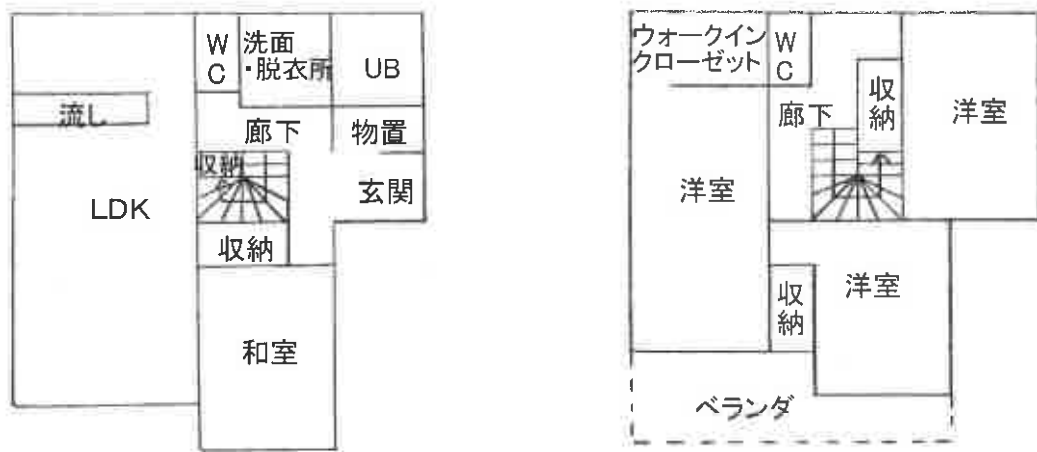 WC
洗面
・脱衣所
UB
流し
廊下
物置
収納
玄関
LDK
収納
和室
ウォークイン
クローゼット
WC
収納
廊下
洋室
洋室
洋室
収納
ベランダ